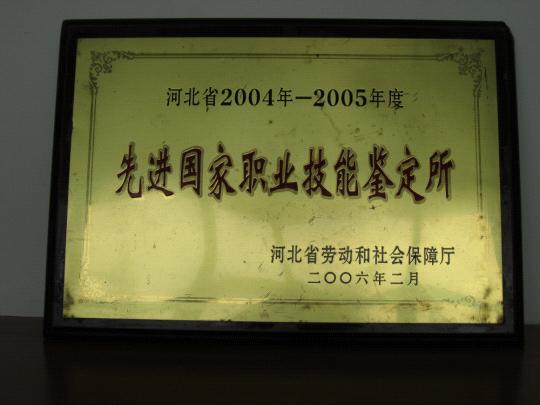 河北省2004年—2005年度
先进国家职业技能鉴定所
河北省劳动和社会保障厅
二〇〇六年二月